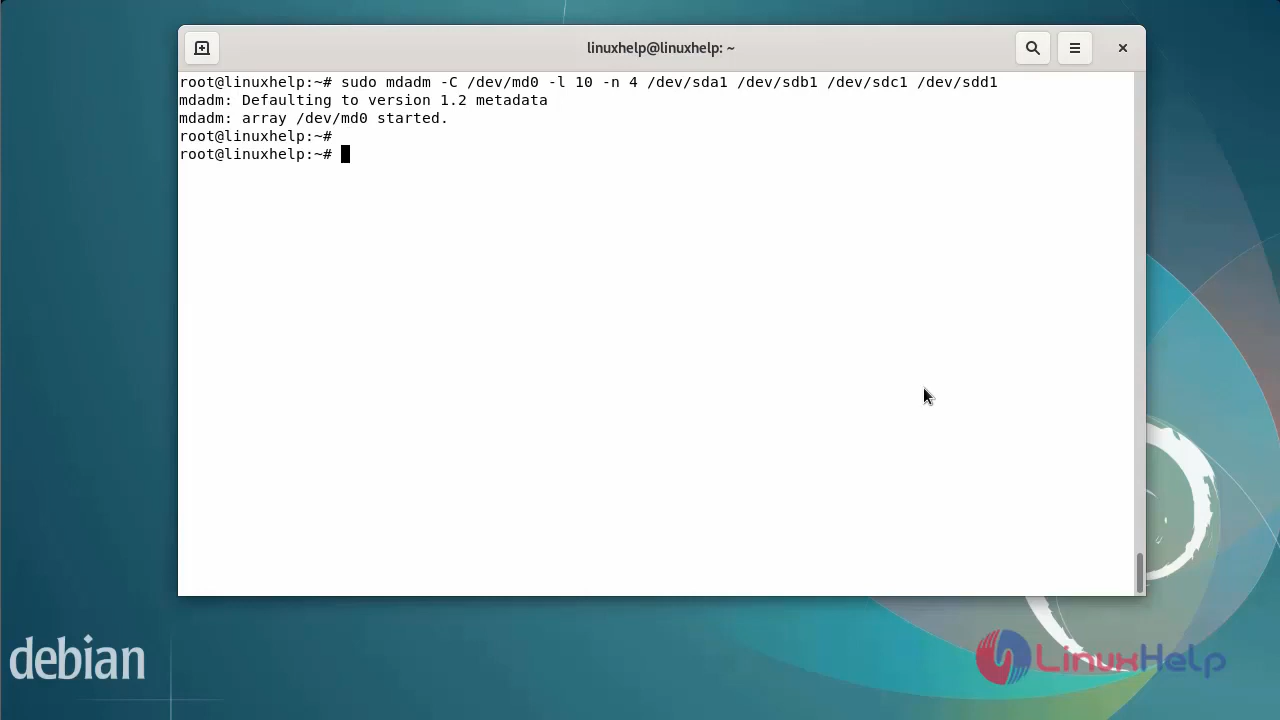 linuxhelp@linuxhelp: ~
root@linuxhelp:~# sudo mdadm -C /dev/md0 -l 10 -n 4 /dev/sda1 /dev/sdb1 /dev/sdc1 /dev/sdd1
mdadm: Defaulting to version 1.2 metadata
mdadm: array /dev/md0 started.
root@linuxhelp:~#
root@linuxhelp:~#
debian
LinuxHelp